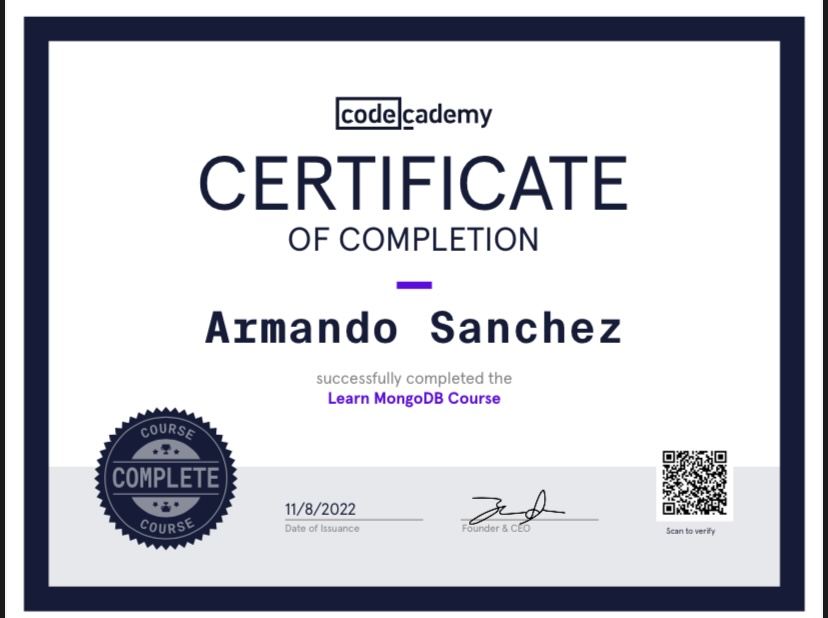 codecademy
CERTIFICATE
OF COMPLETION
Armando Sanchez
successfully completed the
Learn MongoDB Course
COURSE
COMPLETE
COURSE
11/8/2022
Date of Issuance
Founder & CEO
Scan to verify